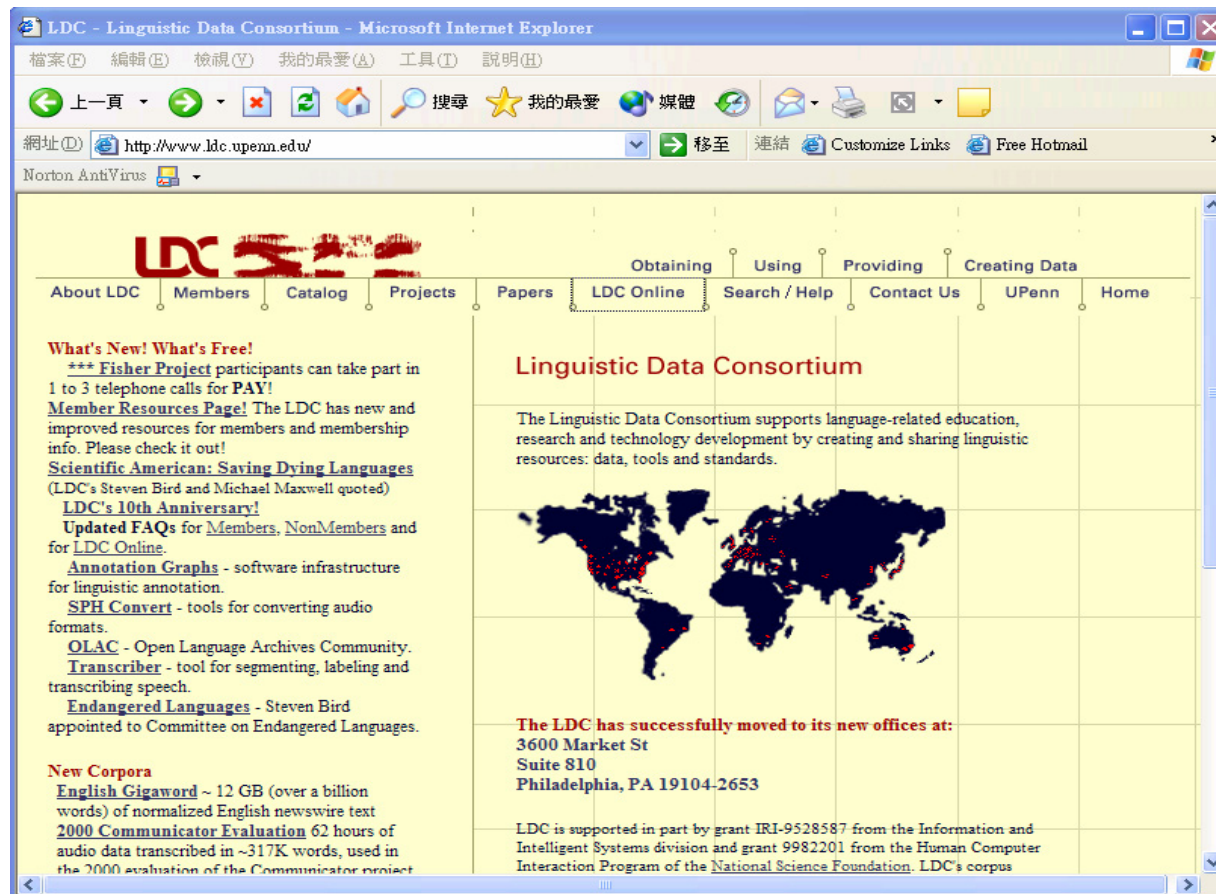 LDC - Linguistic Data Consortium - Microsoft Internet Explorer
檔案(F) 編輯(E) 檢視(V) 我的最愛(A) 工具(T) 說明(H)
上一頁 搜尋 我的最愛 媒體
網址(D) http://www.ldc.upenn.edu/ 移至 連結 Customize Links Free Hotmail »
Norton AntiVirus
LDC
Obtaining Using Providing Creating Data
About LDC Members Catalog Projects Papers LDC Online Search / Help Contact Us UPenn Home
What's New! What's Free!
*** Fisher Project participants can take part in
1 to 3 telephone calls for PAY!
Member Resources Page! The LDC has new and
improved resources for members and membership
info. Please check it out!
Scientific American: Saving Dying Languages
(LDC's Steven Bird and Michael Maxwell quoted)
LDC's 10th Anniversary!
Updated FAQs for Members, NonMembers and
for LDC Online.
Annotation Graphs - software infrastructure
for linguistic annotation.
SPH Convert - tools for converting audio
formats.
OLAC - Open Language Archives Community.
Transcriber - tool for segmenting, labeling and
transcribing speech.
Endangered Languages - Steven Bird
appointed to Committee on Endangered Languages.
New Corpora
English Gigaword ~ 12 GB (over a billion
words) of normalized English newswire text
2000 Communicator Evaluation 62 hours of
audio data transcribed in ~317K words, used in
the 2000 evaluation of the Communicator project
Linguistic Data Consortium
The Linguistic Data Consortium supports language-related education,
research and technology development by creating and sharing linguistic
resources: data, tools and standards.
The LDC has successfully moved to its new offices at:
3600 Market St
Suite 810
Philadelphia, PA 19104-2653
LDC is supported in part by grant IRI-9528587 from the Information and
Intelligent Systems division and grant 9982201 from the Human Computer
Interaction Program of the National Science Foundation. LDC's corpus